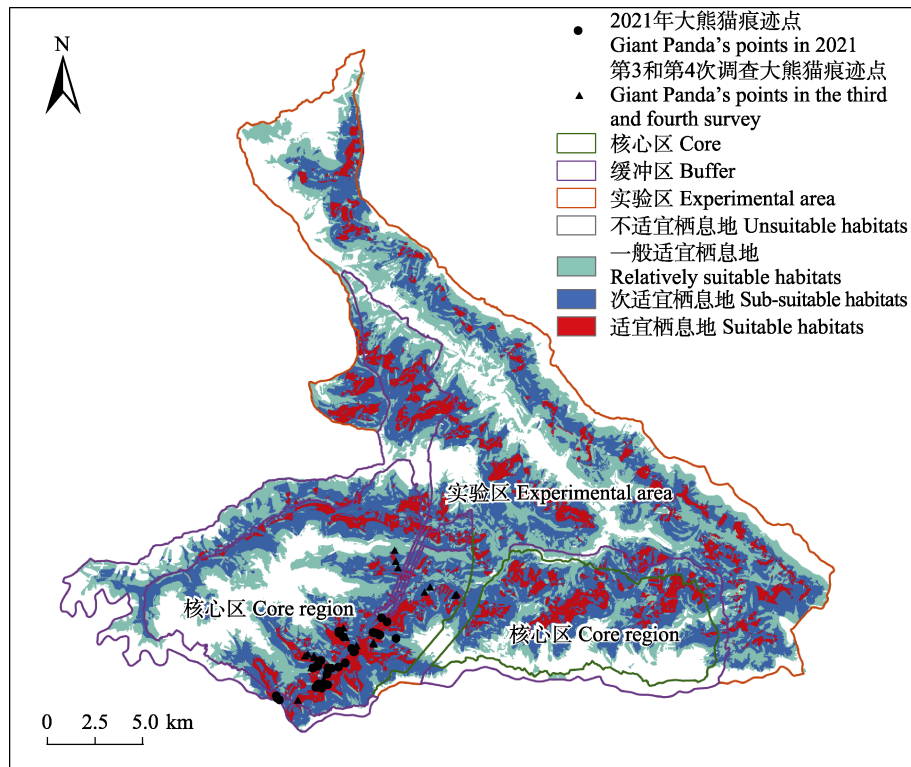 N
2021年大熊猫痕迹点
Giant Panda's points in 2021
第3和第4次调查大熊猫痕迹点
Giant Panda's points in the third
and fourth survey
核心区 Core
缓冲区 Buffer
实验区 Experimental area
不适宜栖息地 Unsuitable habitats
一般适宜栖息地
Relatively suitable habitats
次适宜栖息地 Sub-suitable habitats
适宜栖息地 Suitable habitats
实验区 Experimental area
核心区 Core region
核心区 Core region
0 2.5 5.0 km